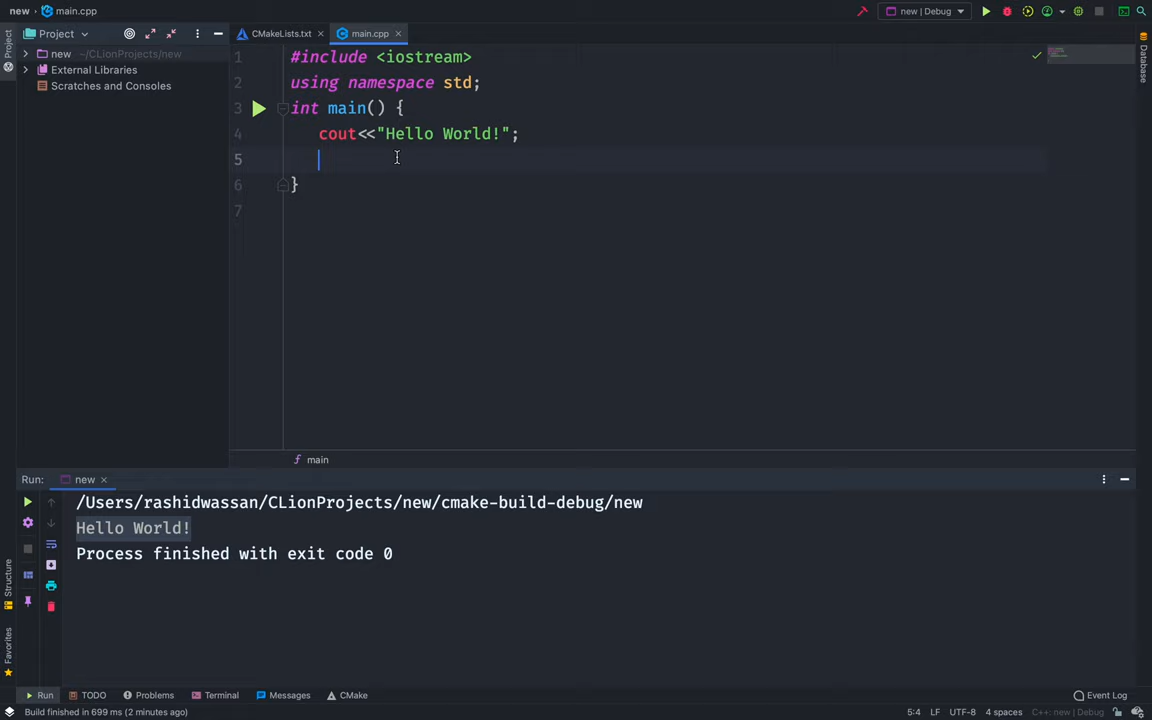 new › main.cpp
new | Debug
Project
CMakeLists.txt
main.cpp
Project
Database
new ~/CLionProjects/new
External Libraries
Scratches and Consoles
1 #include <iostream>
2 using namespace std;
3 int main() {
4 cout<<"Hello World!";
5
6 }
7
main
Run: new
/Users/rashidwassan/CLionProjects/new/cmake-build-debug/new
Hello World!
Process finished with exit code 0
Structure
Favorites
Run TODO Problems Terminal Messages CMake Event Log
Build finished in 699 ms (2 minutes ago) 5:4 LF UTF-8 4 spaces C++: new | Debug